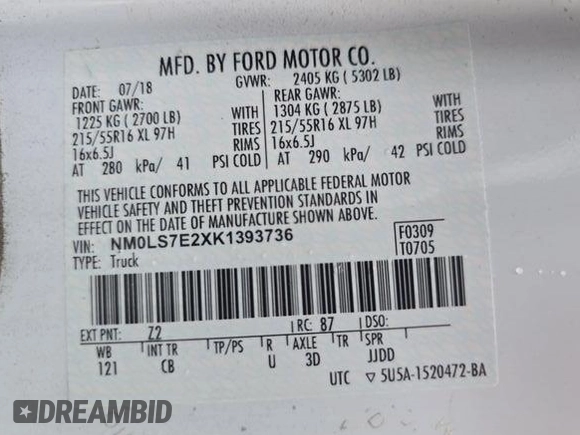 MFD. BY FORD MOTOR CO.
DATE: 07/18 GVWR: 2405 KG ( 5302 LB)
FRONT GAWR: REAR GAWR:
1225 KG ( 2700 LB) WITH 1304 KG ( 2875 LB) WITH
215/55R16 XL 97H TIRES 215/55R16 XL 97H TIRES
16x6.5J RIMS 16x6.5J RIMS
AT 280 kPa/ 41 PSI COLD AT 290 kPa/ 42 PSI COLD
THIS VEHICLE CONFORMS TO ALL APPLICABLE FEDERAL MOTOR
VEHICLE SAFETY AND THEFT PREVENTION STANDARDS IN
EFFECT ON THE DATE OF MANUFACTURE SHOWN ABOVE.
VIN: NM0LS7E2XK1393736 F0309
TYPE: Truck T0705
EXT PNT: Z2 RC: 87 DSO:
WB INT TR TP/PS R AXLE TR SPR
121 CB U 3D JJDD
UTC ▽ 5U5A-1520472-BA
DREAMBID